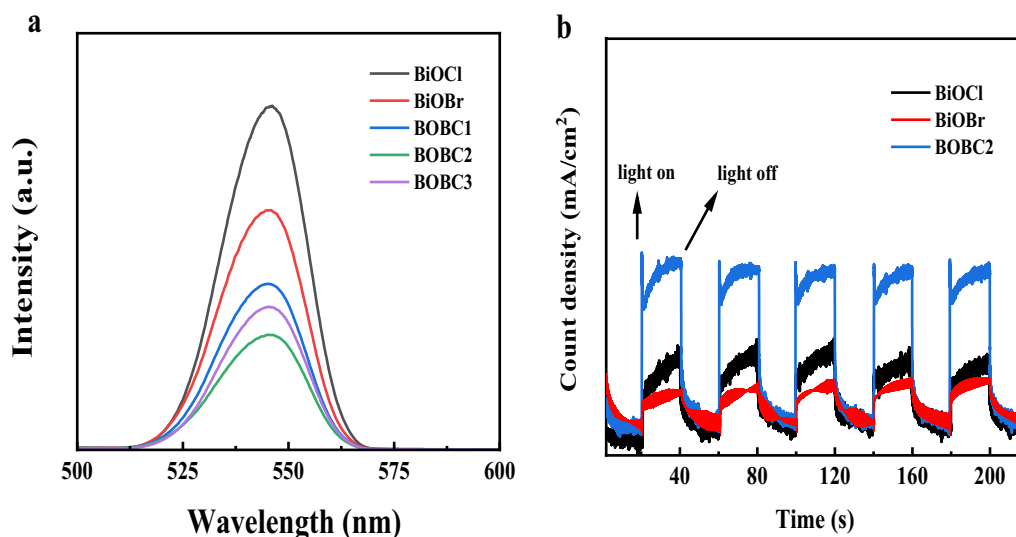 a
BiOCl
BiOBr
BOBC1
BOBC2
BOBC3
Intensity (a.u.)
500
525
550
575
600
Wavelength (nm)
b
BiOCl
BiOBr
BOBC2
light on
light off
Count density (mA/cm²)
40
80
120
160
200
Time (s)